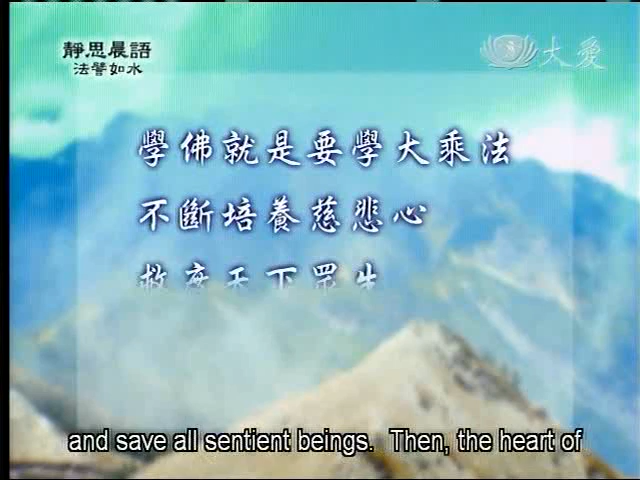 靜思晨語
法譬如水
大愛
學佛就是要學大乘法
不斷培養慈悲心
救度天下眾生
and save all sentient beings.  Then, the heart of